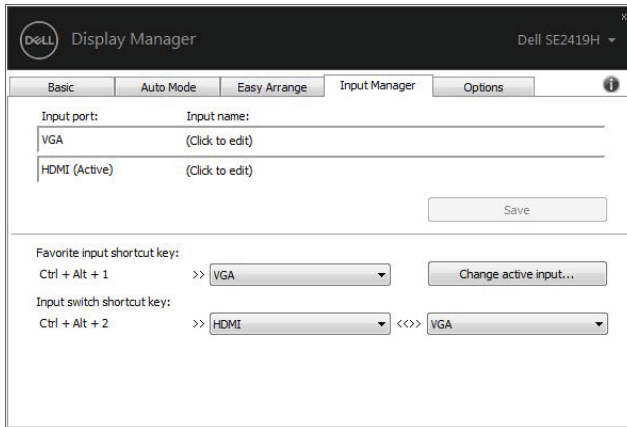 x
DELL Display Manager Dell SE2419H
Basic Auto Mode Easy Arrange Input Manager Options i
Input port: Input name:
VGA (Click to edit)
HDMI (Active) (Click to edit)
Save
Favorite input shortcut key:
Ctrl + Alt + 1 >> VGA Change active input...
Input switch shortcut key:
Ctrl + Alt + 2 >> HDMI <<>> VGA